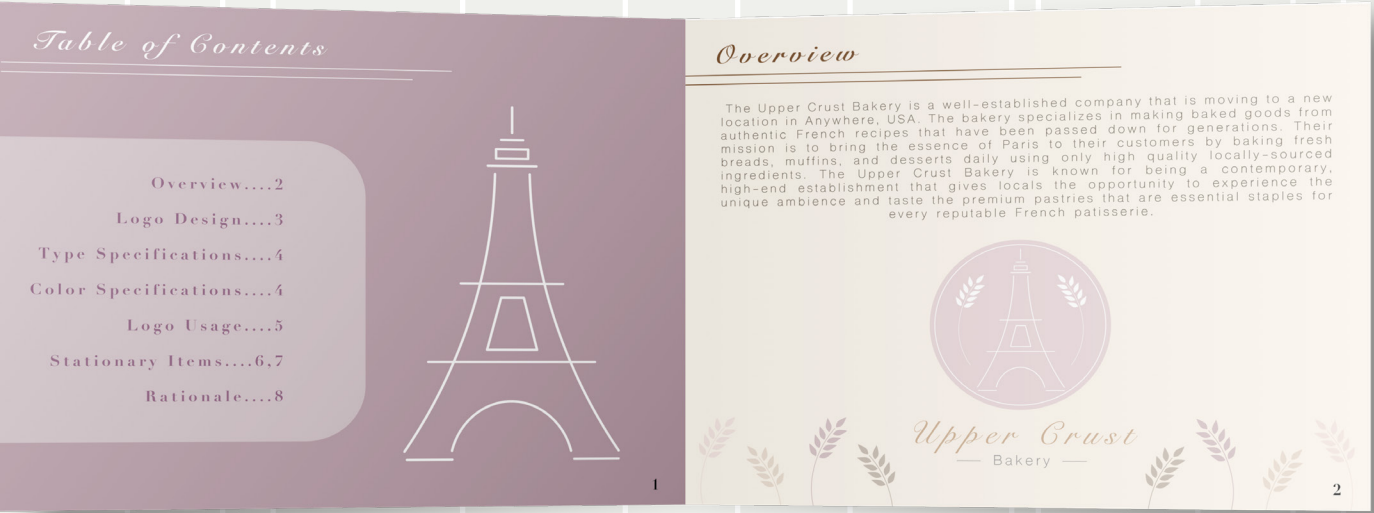 Table of Contents
Overview....2
Logo Design....3
Type Specifications....4
Color Specifications....4
Logo Usage....5
Stationary Items....6,7
Rationale....8
1
Overview
The Upper Crust Bakery is a well-established company that is moving to a new
location in Anywhere, USA. The bakery specializes in making baked goods from
authentic French recipes that have been passed down for generations. Their
mission is to bring the essence of Paris to their customers by baking fresh
breads, muffins, and desserts daily using only high quality locally-sourced
ingredients. The Upper Crust Bakery is known for being a contemporary,
high-end establishment that gives locals the opportunity to experience the
unique ambience and taste the premium pastries that are essential staples for
every reputable French patisserie.
Upper Crust
Bakery
2